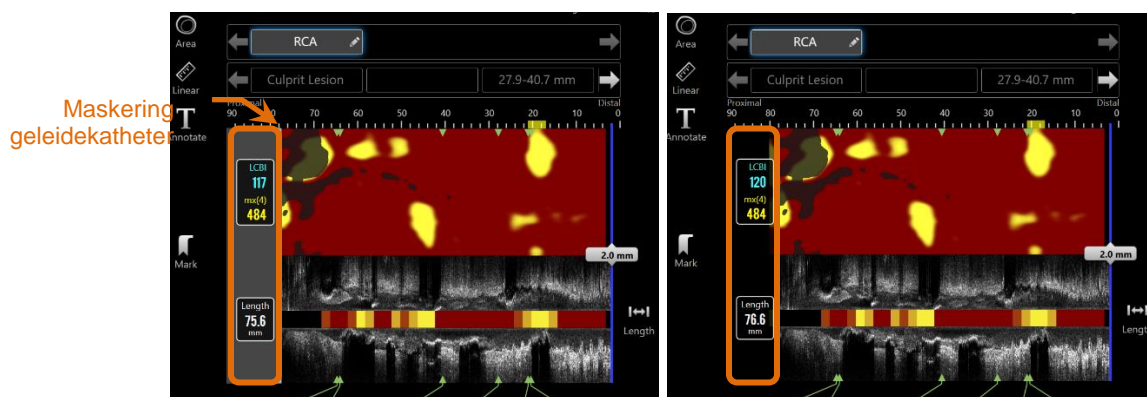 Maskering
geleidekatheter
Area
RCA
Linear
Culprit Lesion
27.9-40.7 mm
Proximal
Distal
90 80 70 60 50 40 30 20 10 0
Annotate
LCBI
117
mx(4)
484
Mark
2.0 mm
Length
75.6
mm
Length
Area
RCA
Linear
Culprit Lesion
27.9-40.7 mm
Proximal
Distal
90 80 70 60 50 40 30 20 10 0
Annotate
LCBI
120
mx(4)
484
Mark
2.0 mm
Length
76.6
mm
Length